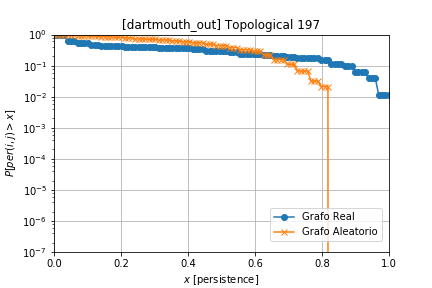 [dartmouth_out] Topological 197
10^0
10^-1
10^-2
10^-3
10^-4
10^-5
10^-6
10^-7
P[per(i, j) > x]
Grafo Real
Grafo Aleatorio
0.0 0.2 0.4 0.6 0.8 1.0
x [persistence]